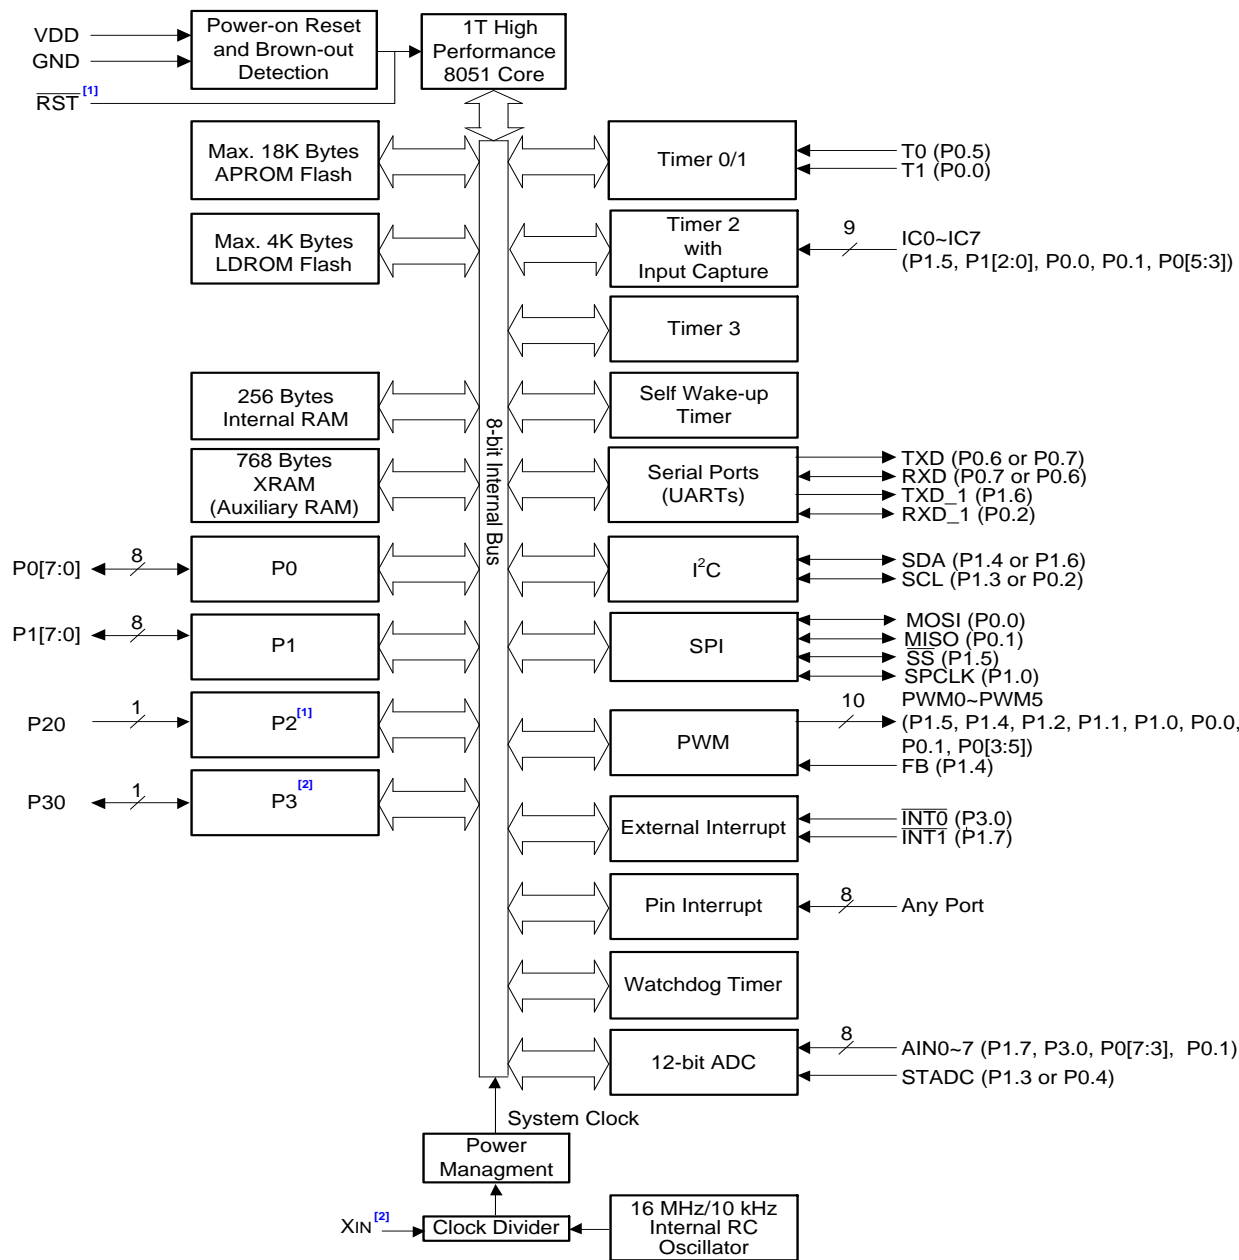 VDD
GND
RST [1]
Power-on Reset
and Brown-out
Detection
1T High
Performance
8051 Core
Max. 18K Bytes
APROM Flash
Max. 4K Bytes
LDROM Flash
256 Bytes
Internal RAM
768 Bytes
XRAM
(Auxiliary RAM)
P0[7:0]
8
P0
P1[7:0]
8
P1
P20
1
P2[1]
P30
1
P3[2]
8-bit Internal Bus
Timer 0/1
T0 (P0.5)
T1 (P0.0)
Timer 2
with
Input Capture
9
IC0~IC7
(P1.5, P1[2:0], P0.0, P0.1, P0[5:3])
Timer 3
Self Wake-up
Timer
Serial Ports
(UARTs)
TXD (P0.6 or P0.7)
RXD (P0.7 or P0.6)
TXD_1 (P1.6)
RXD_1 (P0.2)
I2C
SDA (P1.4 or P1.6)
SCL (P1.3 or P0.2)
SPI
MOSI (P0.0)
MISO (P0.1)
SS (P1.5)
SPCLK (P1.0)
PWM
10
PWM0~PWM5
(P1.5, P1.4, P1.2, P1.1, P1.0, P0.0,
P0.1, P0[3:5])
FB (P1.4)
External Interrupt
INT0 (P3.0)
INT1 (P1.7)
Pin Interrupt
8
Any Port
Watchdog Timer
12-bit ADC
8
AIN0~7 (P1.7, P3.0, P0[7:3], P0.1)
STADC (P1.3 or P0.4)
System Clock
Power
Managment
XIN [2]
Clock Divider
16 MHz/10 kHz
Internal RC
Oscillator